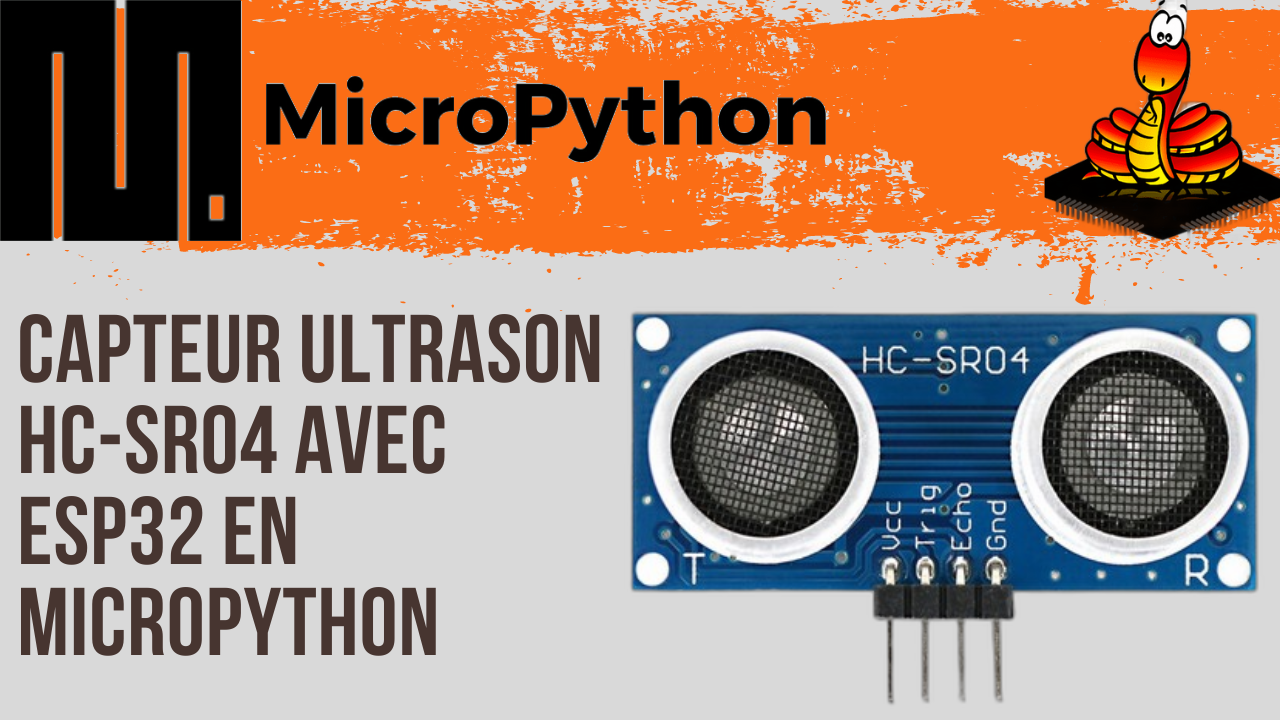 MicroPython
CAPTEUR ULTRASON
HC-SR04 AVEC
ESP32 EN
MICROPYTHON
HC-SR04
Vcc
Trig
Echo
Gnd
T
R